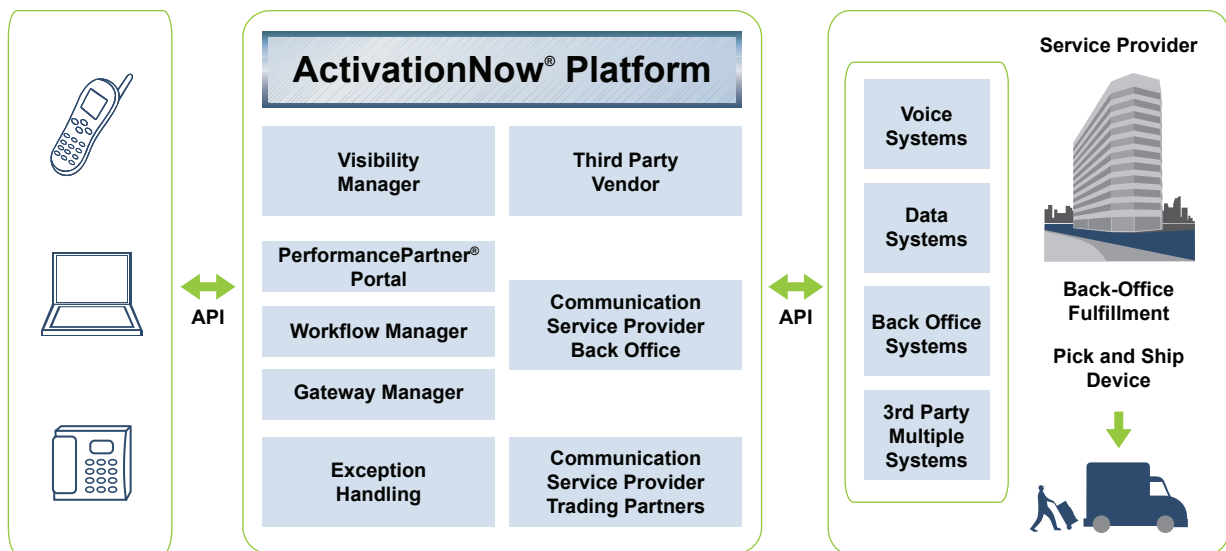 ActivationNow® Platform
Visibility
Manager
Third Party
Vendor
PerformancePartner®
Portal
Workflow Manager
Gateway Manager
Communication
Service Provider
Back Office
Exception
Handling
Communication
Service Provider
Trading Partners
API
API
Voice
Systems
Data
Systems
Back Office
Systems
3rd Party
Multiple
Systems
Service Provider
Back-Office
Fulfillment
Pick and Ship
Device